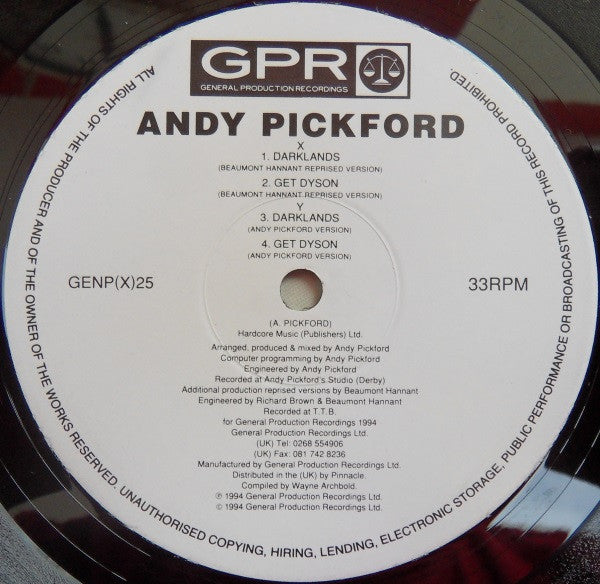 GPR
GENERAL PRODUCTION RECORDINGS
ANDY PICKFORD
X
1. DARKLANDS
(BEAUMONT HANNANT REPRISED VERSION)
2. GET DYSON
(BEAUMONT HANNANT REPRISED VERSION)
Y
3. DARKLANDS
(ANDY PICKFORD VERSION)
4. GET DYSON
(ANDY PICKFORD VERSION)
GENP(X)25
33RPM
(A. PICKFORD)
Hardcore Music (Publishers) Ltd.
Arranged, produced & mixed by Andy Pickford
Computer programming by Andy Pickford
Engineered by Andy Pickford
Recorded at Andy Pickford's Studio (Derby)
Additional production reprised versions by Beaumont Hannant
Engineered by Richard Brown & Beaumont Hannant
Recorded at T.T.B.
for General Production Recordings 1994
General Production Recordings Ltd.
(UK) Tel: 0268 554906
(UK) Fax: 081 742 8236
Manufactured by General Production Recordings Ltd.
Distributed in the (UK) by Pinnacle.
Compiled by Wayne Archbold.
℗ 1994 General Production Recordings Ltd.
© 1994 General Production Recordings Ltd.
ALL RIGHTS OF THE PRODUCER AND OF THE OWNER OF THE WORKS RESERVED. UNAUTHORISED COPYING, HIRING, LENDING, ELECTRONIC STORAGE, PUBLIC PERFORMANCE OR BROADCASTING OF THIS RECORD PROHIBITED.